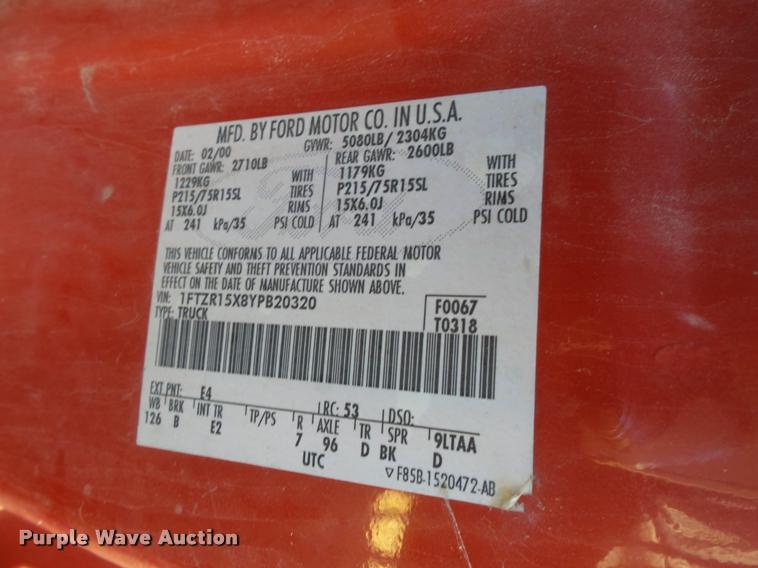 MFD. BY FORD MOTOR CO. IN U.S.A.
DATE: 02/00 GVWR: 5080LB/ 2304KG
FRONT GAWR: 2710LB REAR GAWR: 2600LB
1229KG WITH 1179KG WITH
P215/75R15SL TIRES P215/75R15SL TIRES
15X6.0J RIMS 15X6.0J RIMS
AT 241 kPa/35 PSI COLD AT 241 kPa/35 PSI COLD
THIS VEHICLE CONFORMS TO ALL APPLICABLE FEDERAL MOTOR
VEHICLE SAFETY AND THEFT PREVENTION STANDARDS IN
EFFECT ON THE DATE OF MANUFACTURE SHOWN ABOVE.
VIN: 1FTZR15X8YPB20320 F0067
TYPE: TRUCK T0318
EXT PNT: E4 RC: 53 DSO:
WB BRK INT TR TP/PS R AXLE TR SPR 9LTAA
126 B E2 7 96 D BK D
UTC
F85B-1520472-AB
Purple Wave Auction